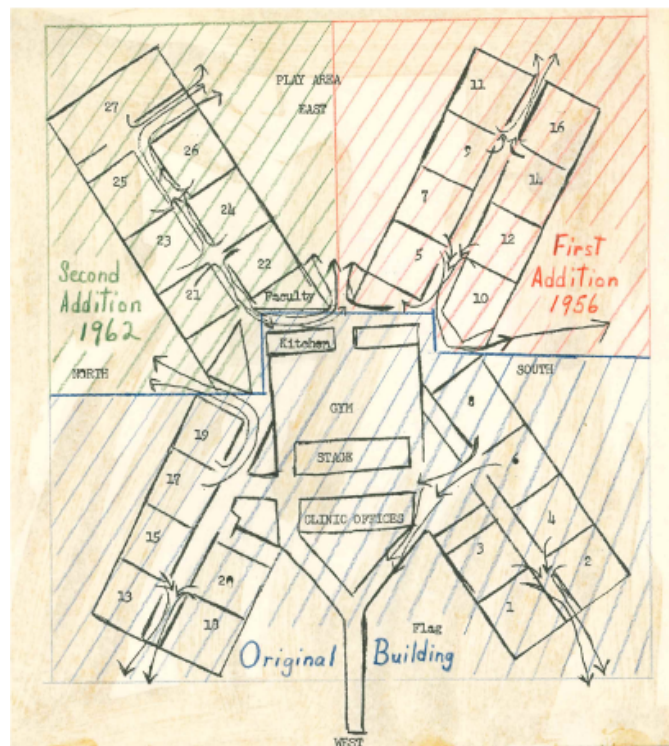 PLAY AREA
EAST
27
26
25
24
23
22
21
Faculty
Second
Addition
1962
NORTH
11
16
9
14
7
12
5
10
First
Addition
1956
SOUTH
Kitchen
GYM
STAGE
CLINIC OFFICES
19
17
15
13
20
18
8
6
4
3
2
1
Flag
Original Building
WEST